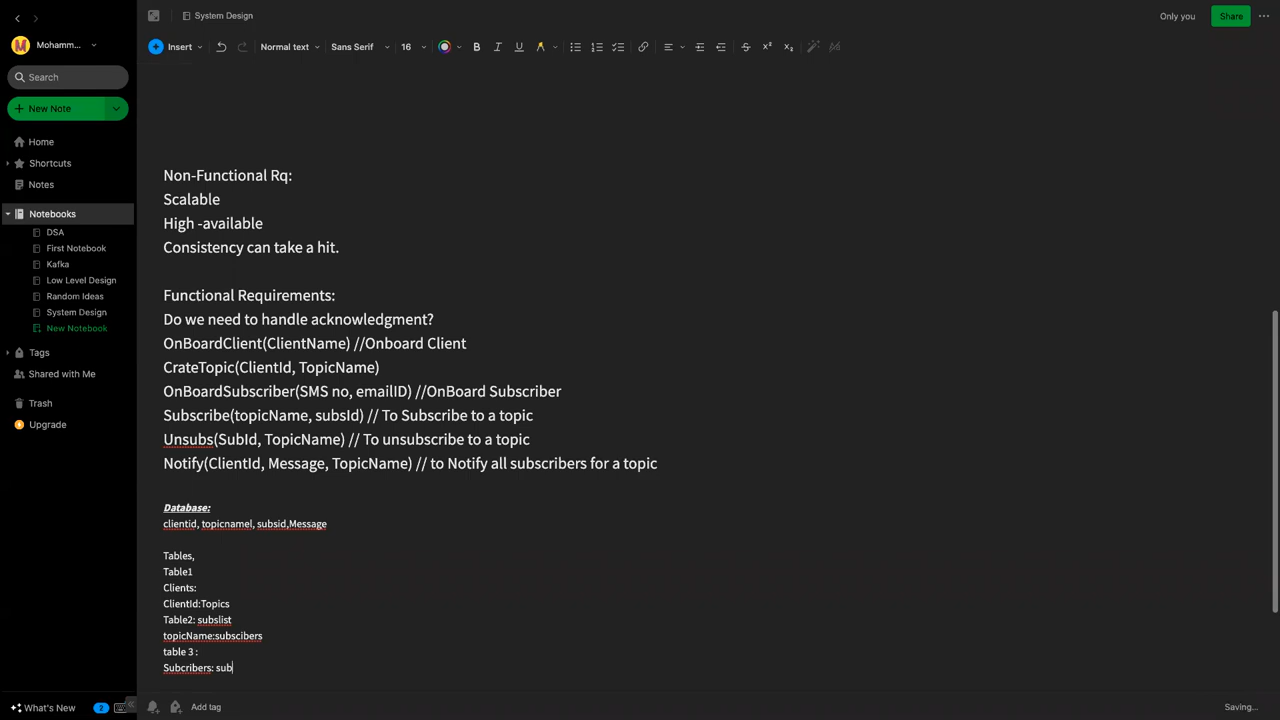 System Design
Only you
Share
Mohamm...
Insert
Normal text
Sans Serif
16
B
I
U
A
Search
New Note
Home
Shortcuts
Notes
Notebooks
DSA
First Notebook
Kafka
Low Level Design
Random Ideas
System Design
New Notebook
Tags
Shared with Me
Trash
Upgrade
What's New
2
Non-Functional Rq:
Scalable
High -available
Consistency can take a hit.
Functional Requirements:
Do we need to handle acknowledgment?
OnBoardClient(ClientName) //Onboard Client
CrateTopic(ClientId, TopicName)
OnBoardSubscriber(SMS no, emailID) //OnBoard Subscriber
Subscribe(topicName, subsId) // To Subscribe to a topic
Unsubs(SubId, TopicName) // To unsubscribe to a topic
Notify(ClientId, Message, TopicName) // to Notify all subscribers for a topic
Database:
clientid, topicnamel, subsid,Message
Tables,
Table1
Clients:
ClientId:Topics
Table2: subslist
topicName:subscibers
table 3 :
Subcribers: sub
Add tag
Saving...